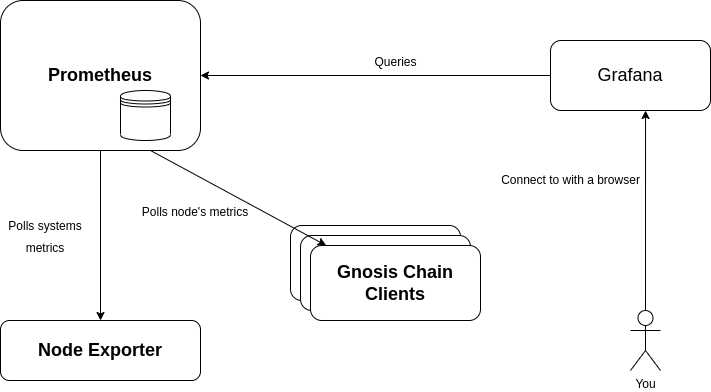 Prometheus
Queries
Grafana
Connect to with a browser
Polls systems
metrics
Polls node's metrics
Gnosis Chain
Clients
Node Exporter
You